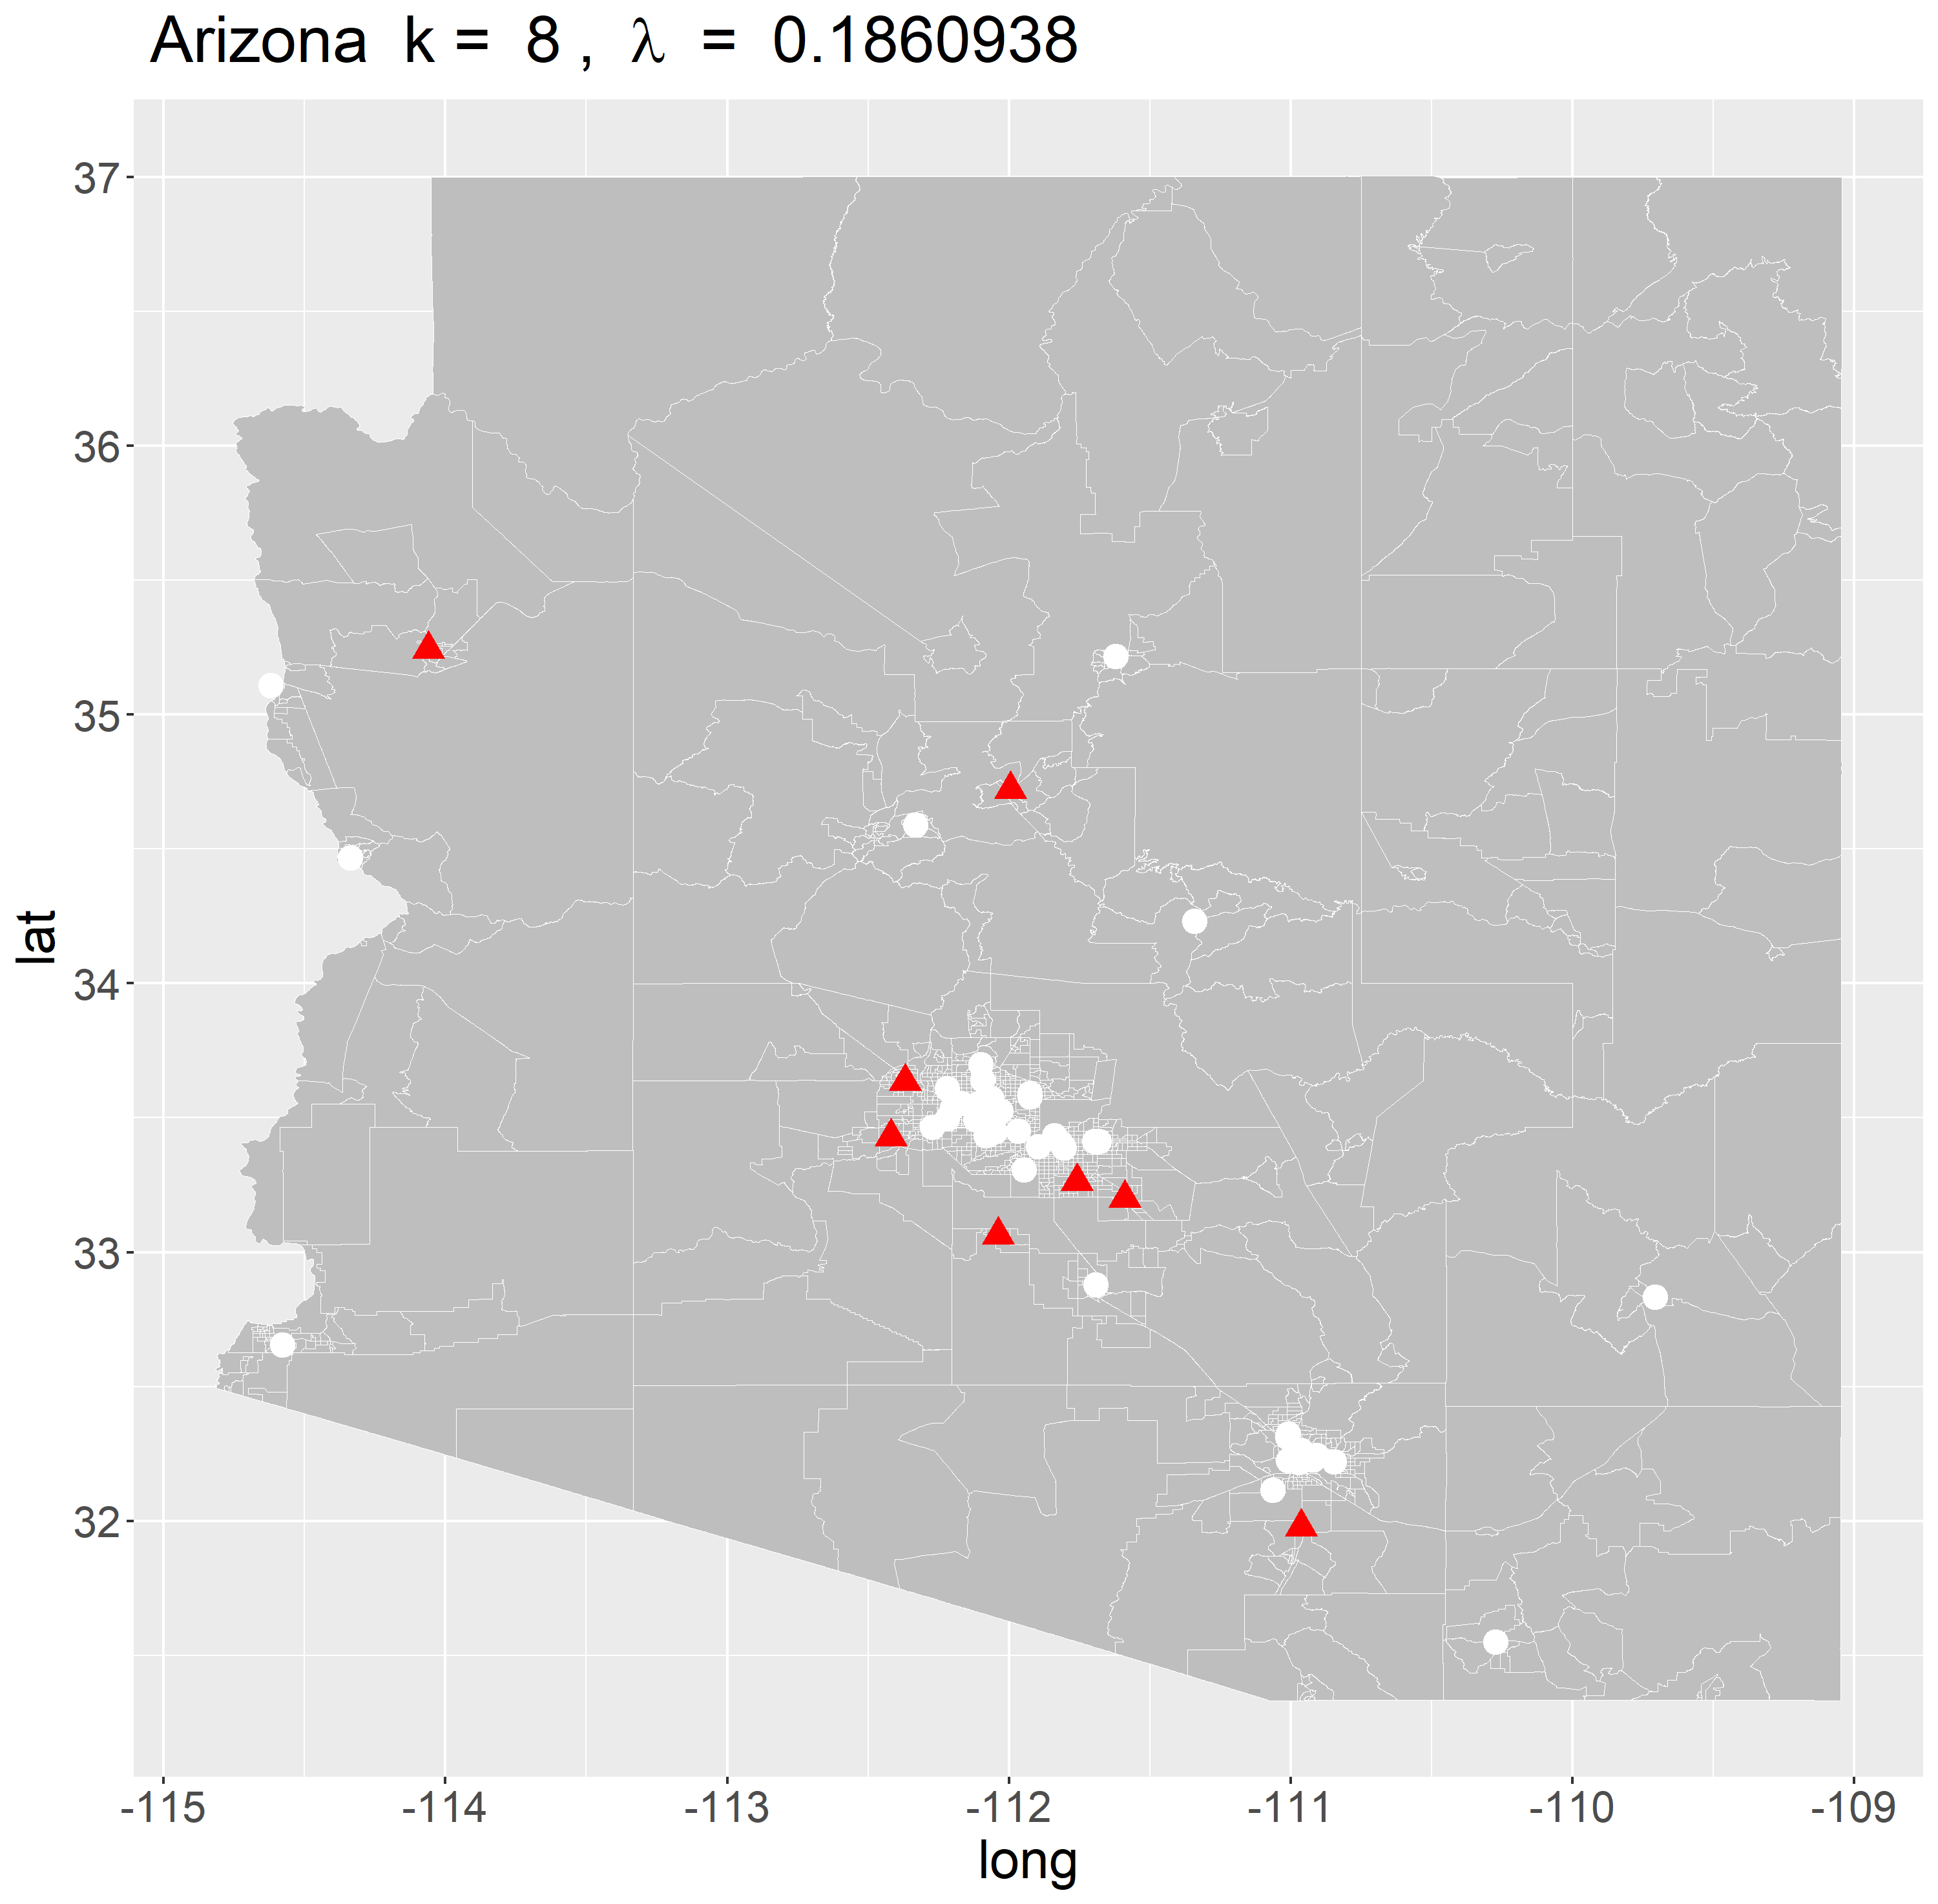 Arizona k = 8 , λ = 0.1860938
37
36
35
34
33
32
lat
-115 -114 -113 -112 -111 -110 -109
long